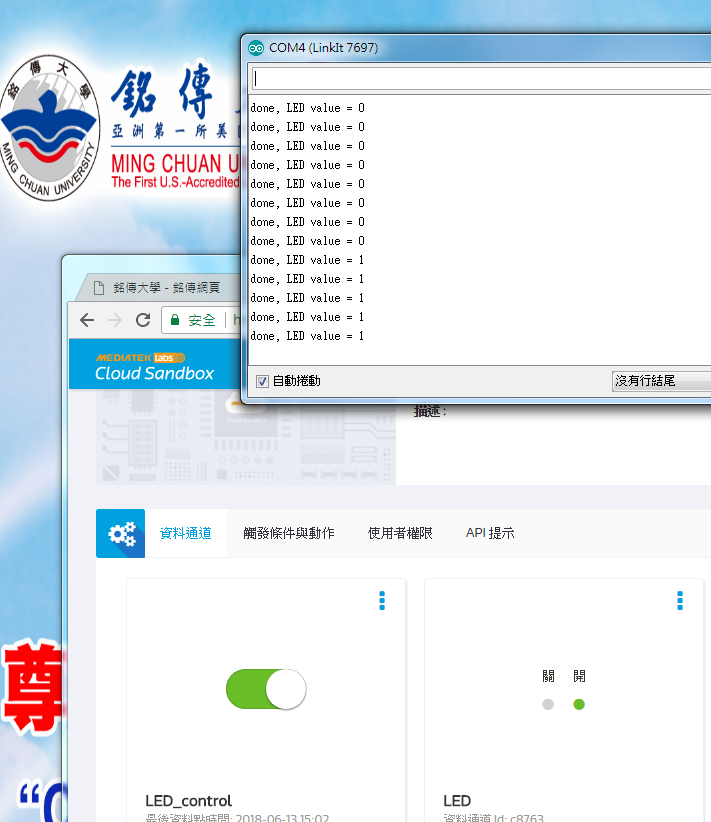 COM4 (LinkIt 7697)
銘傳大學
MING CHUAN UNIVERSITY
銘傳
亞洲第一所美
MING CHUAN U
The First U.S.-Accredited
done, LED value = 0
done, LED value = 0
done, LED value = 0
done, LED value = 0
done, LED value = 0
done, LED value = 0
done, LED value = 0
done, LED value = 0
done, LED value = 1
done, LED value = 1
done, LED value = 1
done, LED value = 1
done, LED value = 1
自動捲動
沒有行結尾
銘傳大學 - 銘傳網頁
安全
MEDIATEK labs
Cloud Sandbox
描述 :
資料通道 觸發條件與動作 使用者權限 API 提示
關 開
LED_control
最後資料點時間: 2018-06-13 15:02
LED
資料通道 Id: c8763
尊
“